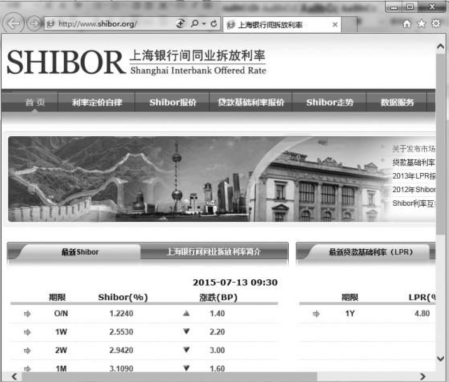 http://www.shibor.org/
上海银行间同业拆放利率
SHIBOR 上海银行间同业拆放利率
Shanghai Interbank Offered Rate
首页 利率定价自律 Shibor报价 贷款基础利率报价 Shibor走势 数据服务
关于发布市场
贷款基础利率
2013年LPR报
2012年Shibor
Shibor利率互
最新Shibor 上海银行间同业拆放利率简介 最新贷款基础利率（LPR）
2015-07-13 09:30
期限 Shibor(%) 涨跌(BP) 期限 LPR(%
O/N 1.2240 ▲ 1.40 1Y 4.80
1W 2.5530 ▼ 2.20
2W 2.9420 ▼ 3.00
1M 3.1090 ▼ 1.60